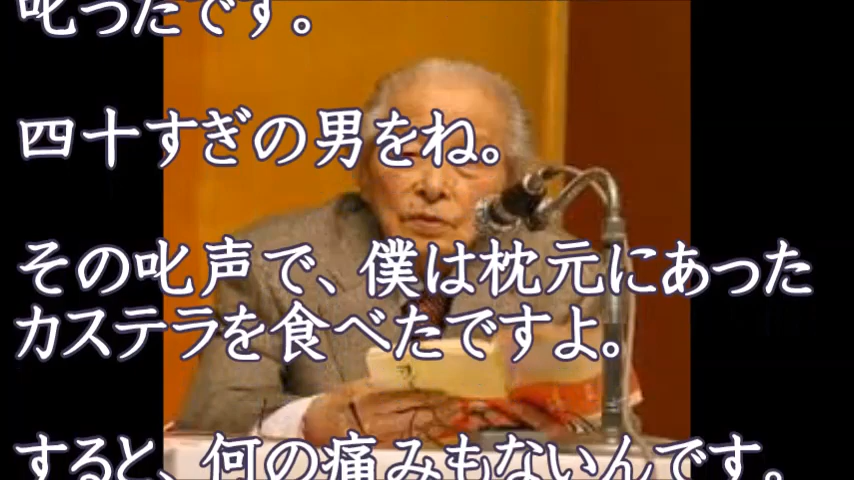 叱ったです。
四十すぎの男をね。
その叱声で、僕は枕元にあった
カステラを食べたですよ。
すると、何の痛みもないんです。